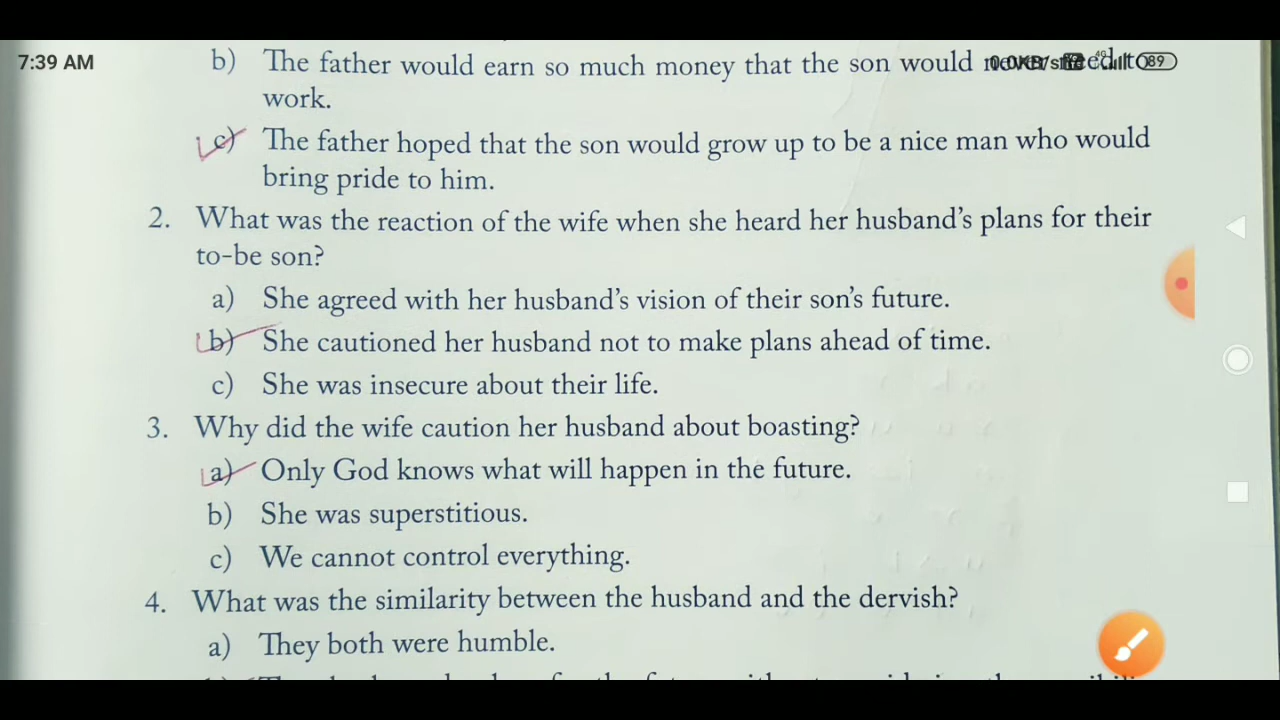 7:39 AM
b) The father would earn so much money that the son would
work.
c) The father hoped that the son would grow up to be a nice man who would
bring pride to him.
2. What was the reaction of the wife when she heard her husband's plans for their
to-be son?
a) She agreed with her husband's vision of their son's future.
b) She cautioned her husband not to make plans ahead of time.
c) She was insecure about their life.
3. Why did the wife caution her husband about boasting?
a) Only God knows what will happen in the future.
b) She was superstitious.
c) We cannot control everything.
4. What was the similarity between the husband and the dervish?
a) They both were humble.